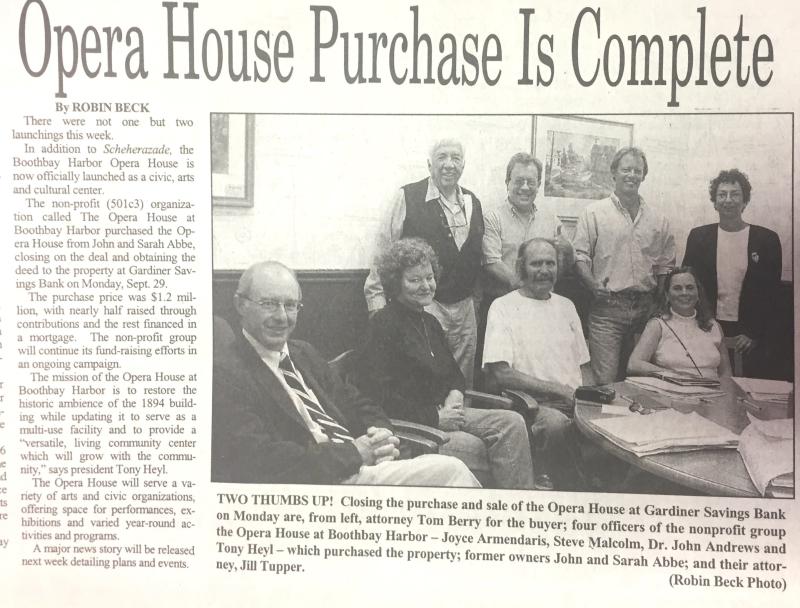 Opera House Purchase Is Complete
By ROBIN BECK
There were not one but two
launchings this week.
In addition to Scheherazade, the
Boothbay Harbor Opera House is
now officially launched as a civic, arts
and cultural center.
The non-profit (501c3) organiza-
tion called The Opera House at
Boothbay Harbor purchased the Op-
era House from John and Sarah Abbe,
closing on the deal and obtaining the
deed to the property at Gardiner Sav-
ings Bank on Monday, Sept. 29.
The purchase price was $1.2 mil-
lion, with nearly half raised through
contributions and the rest financed in
a mortgage. The non-profit group
will continue its fund-raising efforts in
an ongoing campaign.
The mission of the Opera House at
Boothbay Harbor is to restore the
historic ambience of the 1894 build-
ing while updating it to serve as a
multi-use facility and to provide a
"versatile, living community center
which will grow with the commu-
nity," says president Tony Heyl.
The Opera House will serve a va-
riety of arts and civic organizations,
offering space for performances, ex-
hibitions and varied year-round ac-
tivities and programs.
A major news story will be released
next week detailing plans and events.
TWO THUMBS UP! Closing the purchase and sale of the Opera House at Gardiner Savings Bank
on Monday are, from left, attorney Tom Berry for the buyer; four officers of the nonprofit group
the Opera House at Boothbay Harbor – Joyce Armendaris, Steve Malcolm, Dr. John Andrews and
Tony Heyl – which purchased the property; former owners John and Sarah Abbe; and their attor-
ney, Jill Tupper.
(Robin Beck Photo)